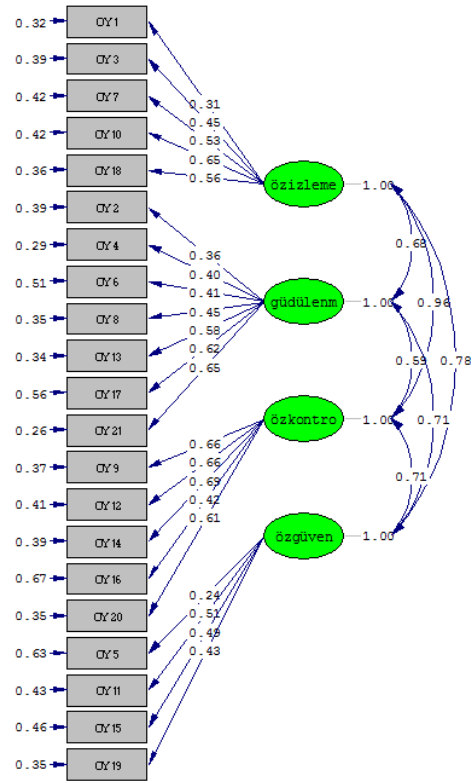 0.32 ÖY1
0.39 ÖY3
0.42 ÖY7
0.42 ÖY10
0.36 ÖY18
0.39 ÖY2
0.29 ÖY4
0.51 ÖY6
0.35 ÖY8
0.34 ÖY13
0.56 ÖY17
0.26 ÖY21
0.37 ÖY9
0.41 ÖY12
0.39 ÖY14
0.67 ÖY16
0.35 ÖY20
0.63 ÖY5
0.43 ÖY11
0.46 ÖY15
0.35 ÖY19
0.31
0.45
0.53
0.65
0.56
0.36
0.40
0.41
0.45
0.58
0.62
0.65
0.66
0.66
0.69
0.42
0.61
0.24
0.51
0.49
0.43
özizleme 1.00
güdülenm 1.00
özkontro 1.00
özgüven 1.00
0.68
0.96
0.59
0.78
0.71
0.71